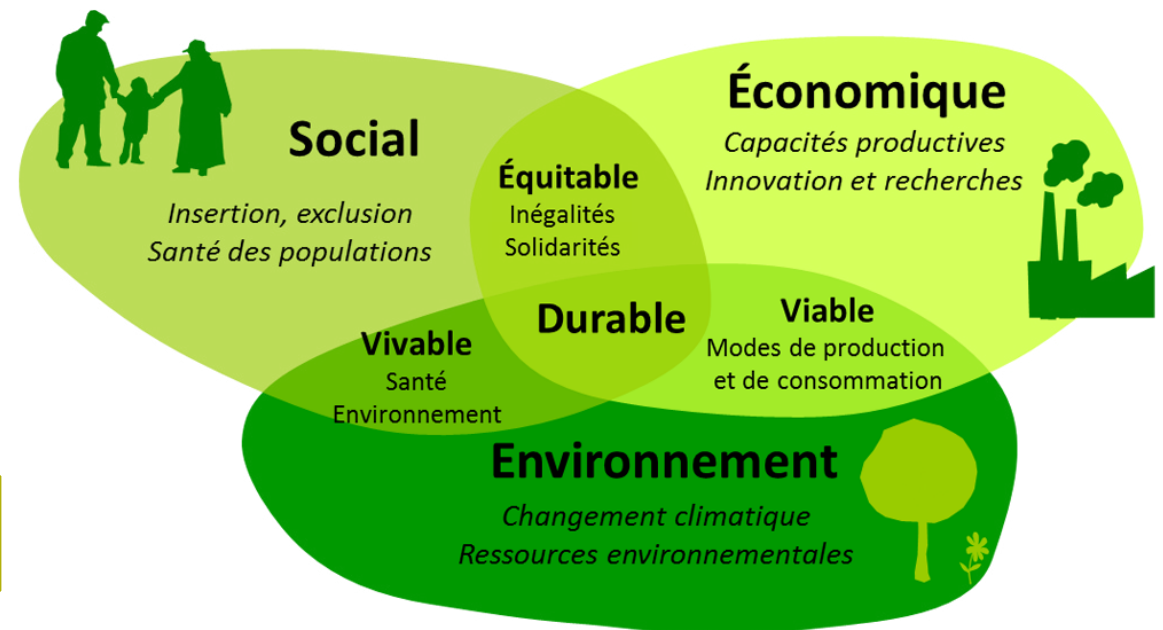 Social
Insertion, exclusion
Santé des populations
Économique
Capacités productives
Innovation et recherches
Équitable
Inégalités
Solidarités
Durable
Vivable
Santé
Environnement
Viable
Modes de production
et de consommation
Environnement
Changement climatique
Ressources environnementales